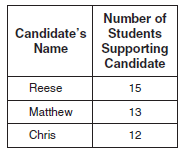 Candidate's Name Number of Students Supporting Candidate
Reese 15
Matthew 13
Chris 12